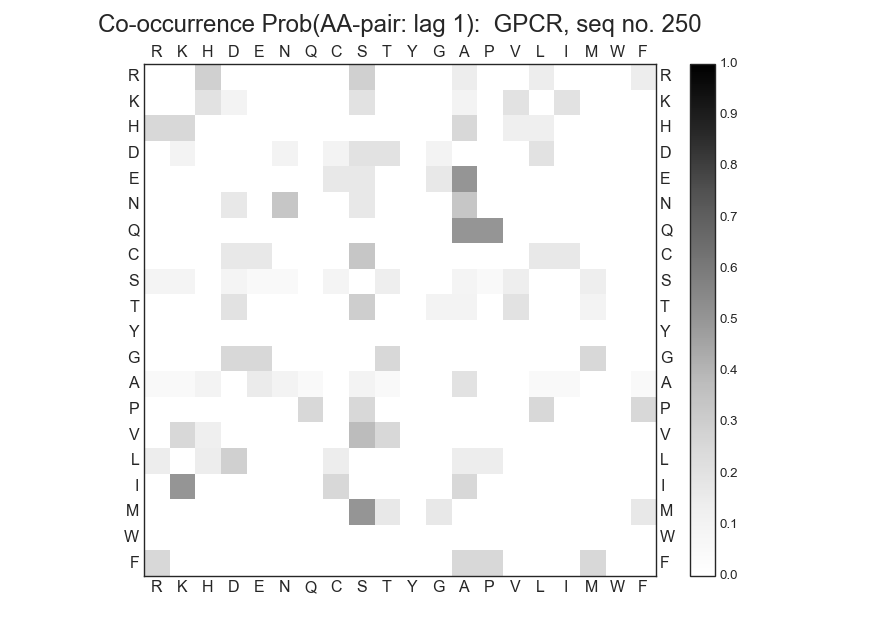 Co-occurrence Prob(AA-pair: lag 1):  GPCR, seq no. 250
R K H D E N Q C S T Y G A P V L I M W F
R R 1.0
K K 0.9
H H
D D 0.8
E E
N N 0.7
Q Q
C C 0.6
S S
T T 0.5
Y Y
G G 0.4
A A
P P 0.3
V V
L L 0.2
I I
M M 0.1
W W
F F 0.0
R K H D E N Q C S T Y G A P V L I M W F